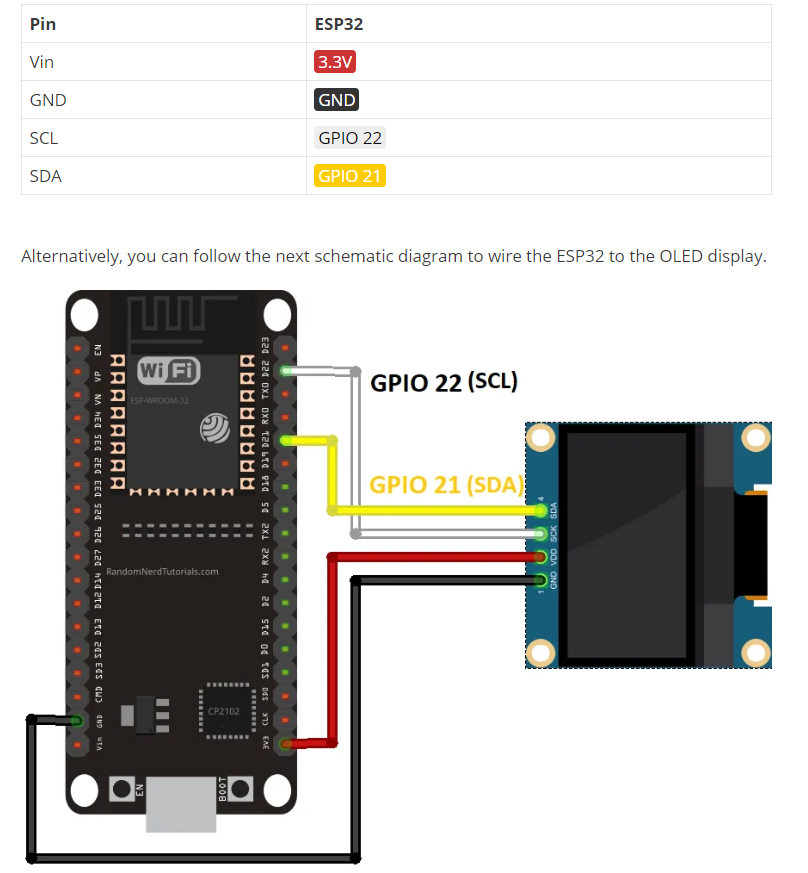 Pin ESP32
Vin 3.3V
GND GND
SCL GPIO 22
SDA GPIO 21
Alternatively, you can follow the next schematic diagram to wire the ESP32 to the OLED display.
Wi Fi
ESP-WROOM-32
EN
VP
VN
D34
D35
D32
D33
D25
D26
D27
D14
D12
D13
SD2
SD3
CMD
GND
Vin
D23
D22
TX0
RX0
D21
D19
D18
D5
TX2
RX2
D4
D2
D15
D0
SD1
SD0
CLK
3V3
RandomNerdTutorials.com
CP2102
EN
BOOT
GPIO 22 (SCL)
GPIO 21 (SDA)
4
SDA
SCK
VDD
GND
1